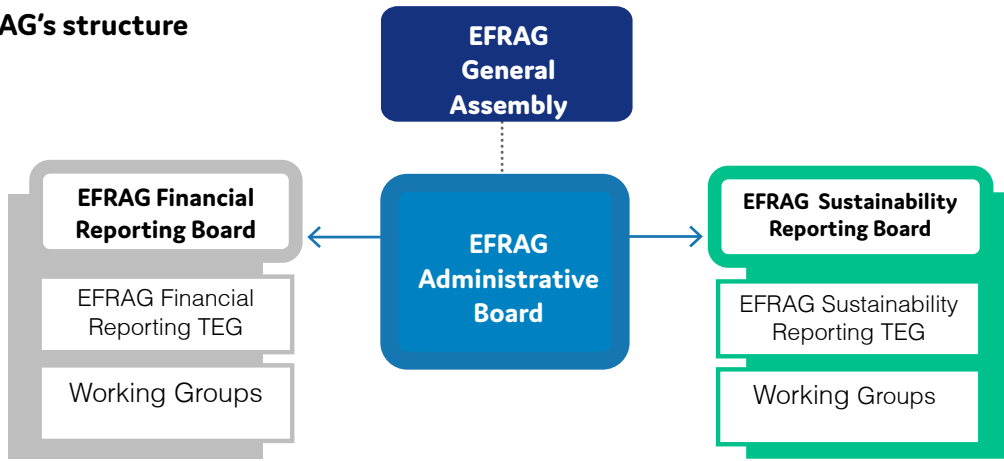 AG’s structure
EFRAG
General
Assembly
EFRAG Financial
Reporting Board
EFRAG Financial
Reporting TEG
Working Groups
EFRAG
Administrative
Board
EFRAG Sustainability
Reporting Board
EFRAG Sustainability
Reporting TEG
Working Groups